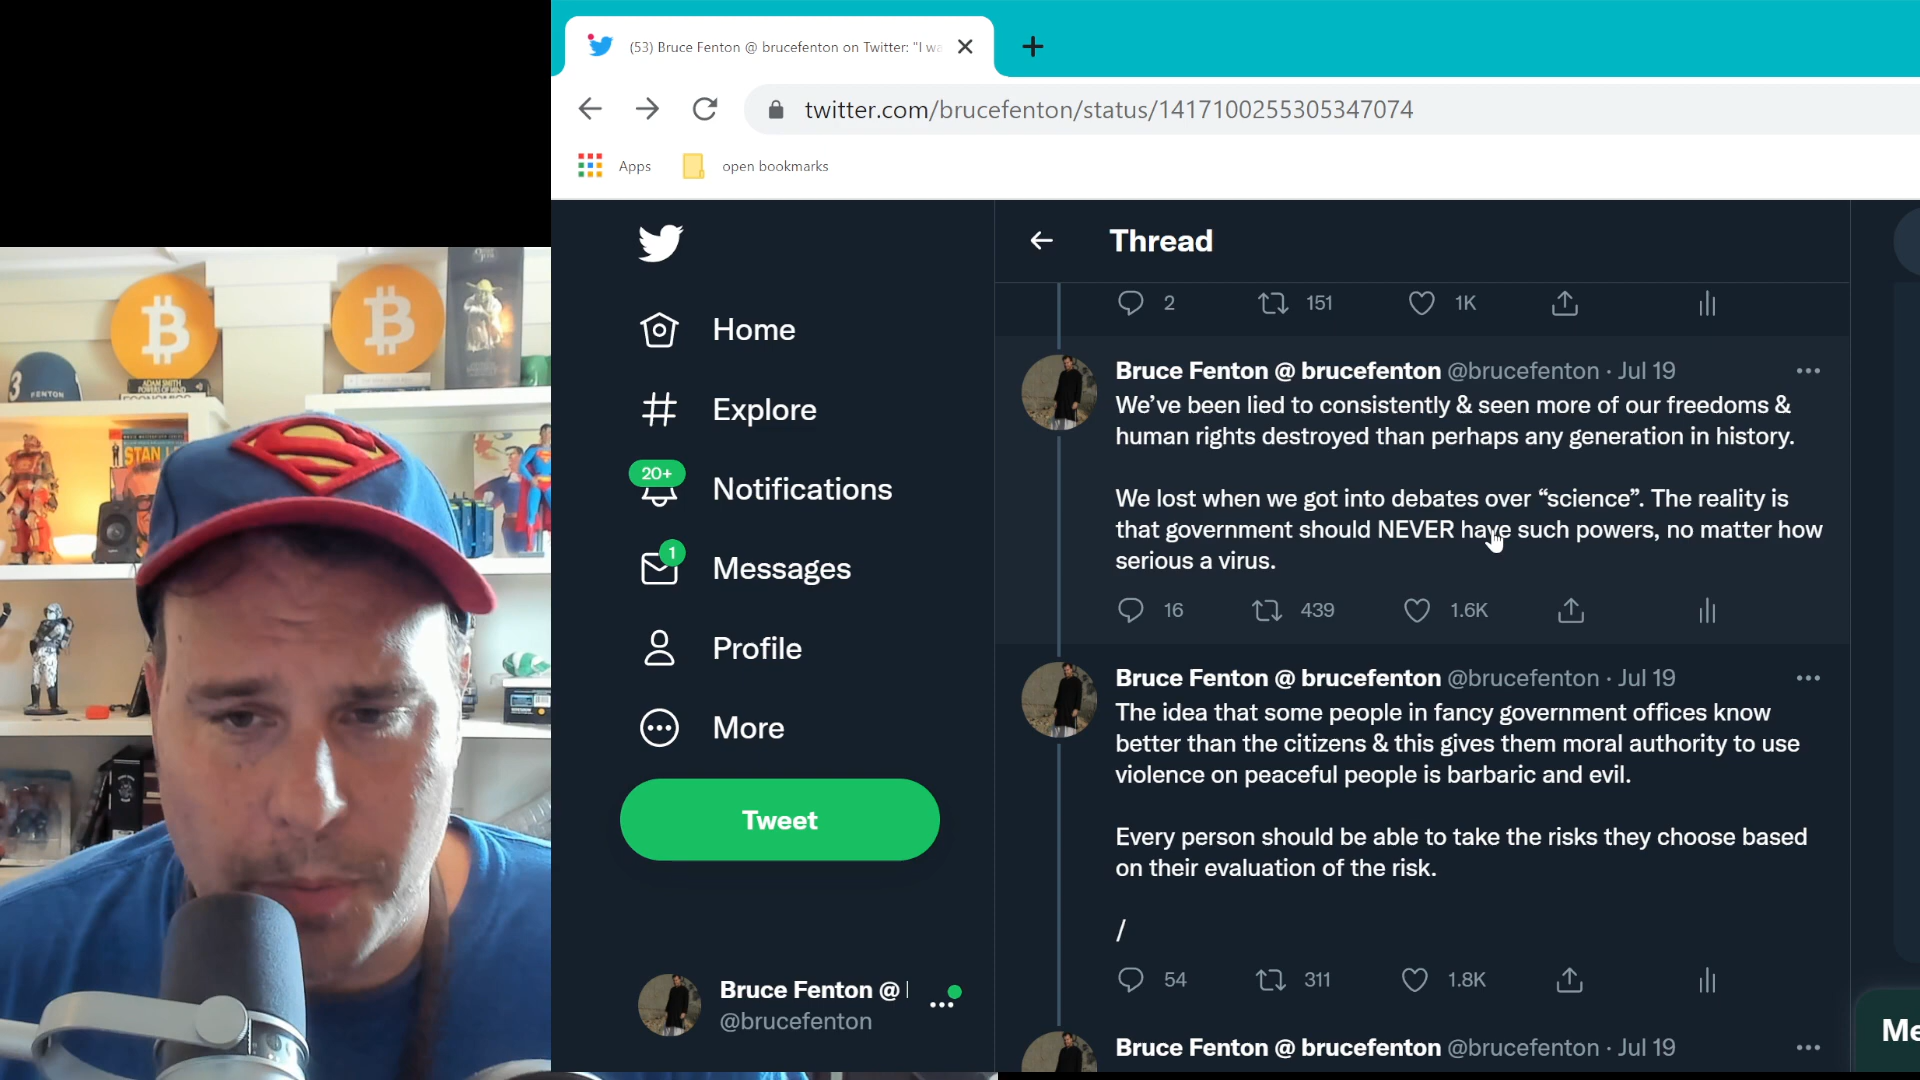 (53) Bruce Fenton @ brucefenton on Twitter: "I wa
twitter.com/brucefenton/status/1417100255305347074
Apps
open bookmarks
Home
Explore
20+
Notifications
1
Messages
Profile
More
Tweet
Bruce Fenton @
@brucefenton
Thread
2 151 1K
Bruce Fenton @ brucefenton @brucefenton · Jul 19
We've been lied to consistently & seen more of our freedoms &
human rights destroyed than perhaps any generation in history.
We lost when we got into debates over “science”. The reality is
that government should NEVER have such powers, no matter how
serious a virus.
16 439 1.6K
Bruce Fenton @ brucefenton @brucefenton · Jul 19
The idea that some people in fancy government offices know
better than the citizens & this gives them moral authority to use
violence on peaceful people is barbaric and evil.
Every person should be able to take the risks they choose based
on their evaluation of the risk.
/
54 311 1.8K
Bruce Fenton @ brucefenton @brucefenton · Jul 19
Me
3
FENTON
ADAM SMITH
STAN